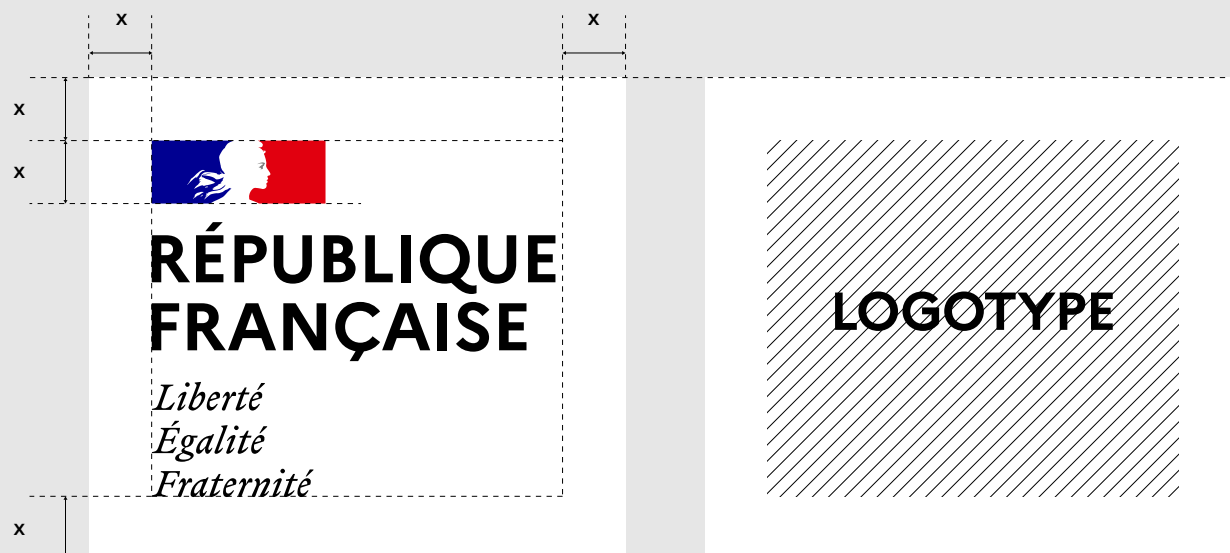 X
X
X
X
RÉPUBLIQUE
FRANÇAISE
Liberté
Égalité
Fraternité
X
LOGOTYPE